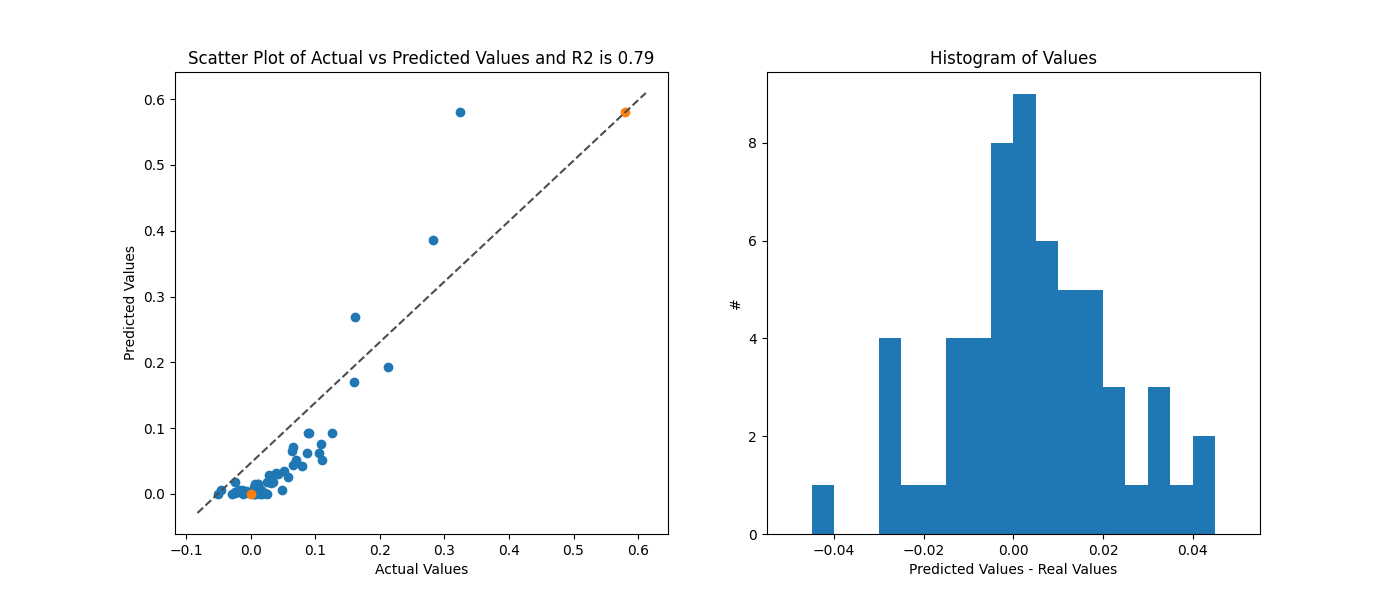 Scatter Plot of Actual vs Predicted Values and R2 is 0.79
Predicted Values
0.6
0.5
0.4
0.3
0.2
0.1
0.0
−0.1 0.0 0.1 0.2 0.3 0.4 0.5 0.6
Actual Values
Histogram of Values
#
8
6
4
2
0
−0.04 −0.02 0.00 0.02 0.04
Predicted Values - Real Values